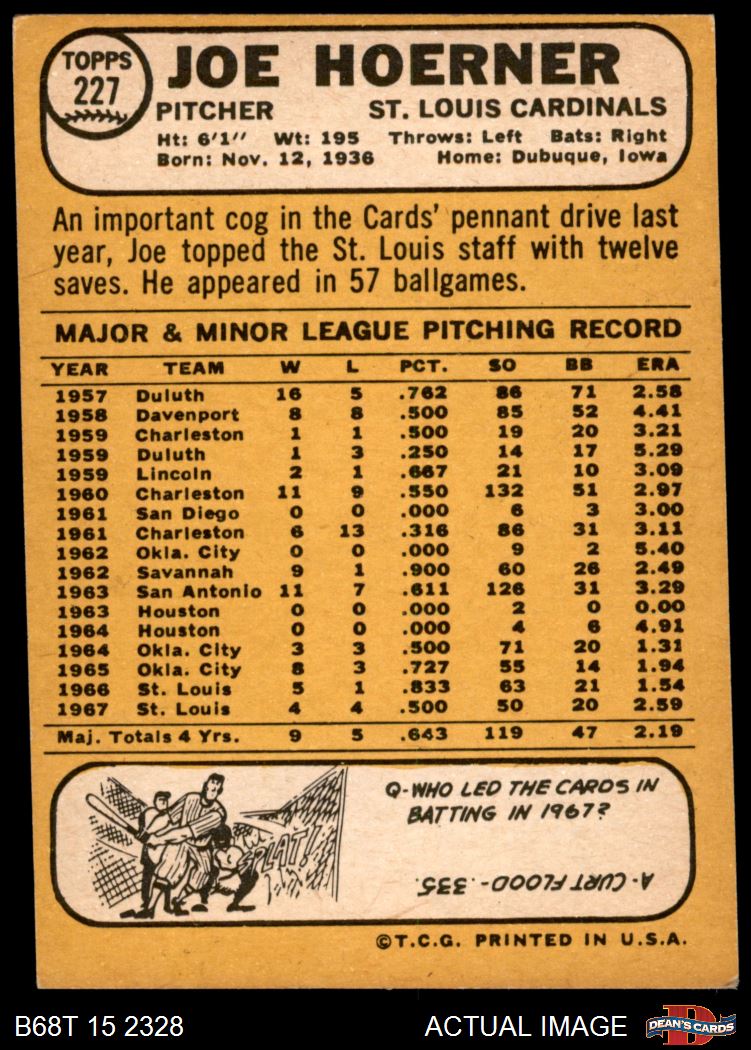 TOPPS
227
JOE HOERNER
PITCHER ST. LOUIS CARDINALS
Ht: 6'1'' Wt: 195 Throws: Left Bats: Right
Born: Nov. 12, 1936 Home: Dubuque, Iowa
An important cog in the Cards' pennant drive last
year, Joe topped the St. Louis staff with twelve
saves. He appeared in 57 ballgames.
MAJOR & MINOR LEAGUE PITCHING RECORD
YEAR TEAM W L PCT. SO BB ERA
1957 Duluth 16 5 .762 86 71 2.58
1958 Davenport 8 8 .500 85 52 4.41
1959 Charleston 1 1 .500 19 20 3.21
1959 Duluth 1 3 .250 14 17 5.29
1959 Lincoln 2 1 .667 21 10 3.09
1960 Charleston 11 9 .550 132 51 2.97
1961 San Diego 0 0 .000 6 3 3.00
1961 Charleston 6 13 .316 86 31 3.11
1962 Okla. City 0 0 .000 9 2 5.40
1962 Savannah 9 1 .900 60 26 2.49
1963 San Antonio 11 7 .611 126 31 3.29
1963 Houston 0 0 .000 2 0 0.00
1964 Houston 0 0 .000 4 6 4.91
1964 Okla. City 3 3 .500 71 20 1.31
1965 Okla. City 8 3 .727 55 14 1.94
1966 St. Louis 5 1 .833 63 21 1.54
1967 St. Louis 4 4 .500 50 20 2.59
Maj. Totals 4 Yrs. 9 5 .643 119 47 2.19
SPLAT!
Q-WHO LED THE CARDS IN
BATTING IN 1967?
A-CURT FLOOD-.335.
©T.C.G. PRINTED IN U.S.A.
B68T 15 2328 ACTUAL IMAGE
D
DEAN'S CARDS